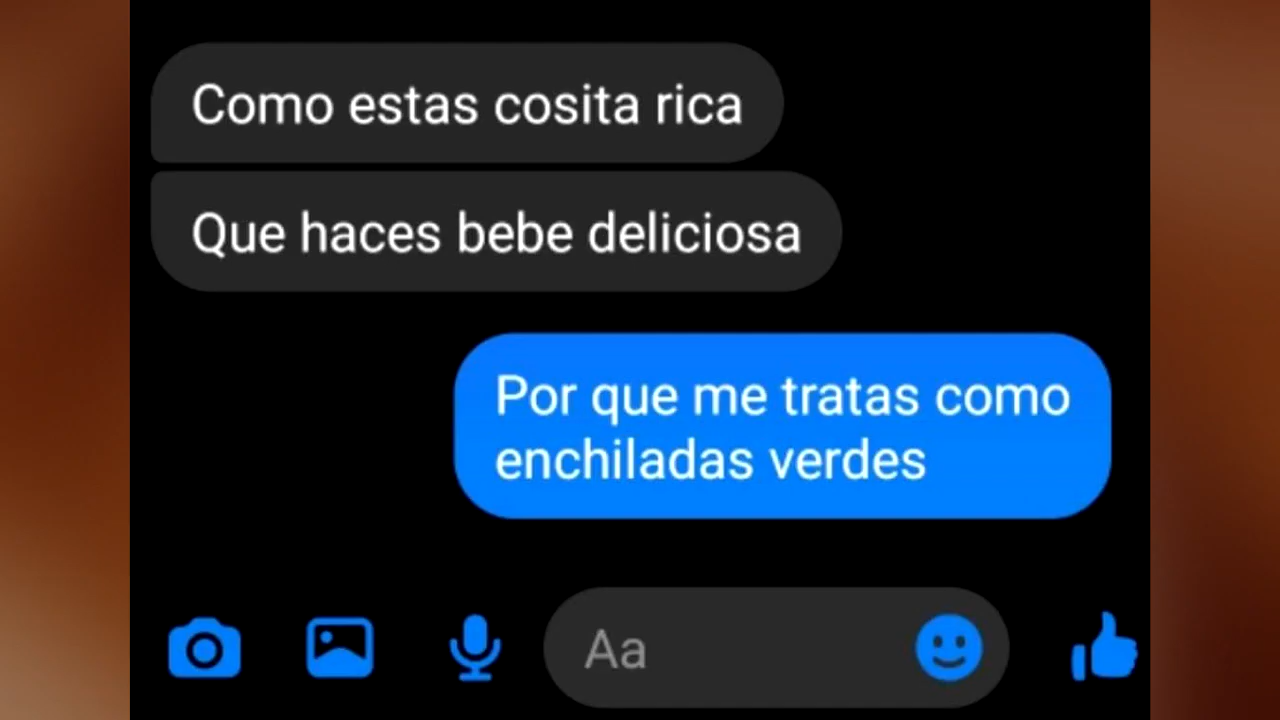 Como estas cosita rica
Que haces bebe deliciosa
Por que me tratas como
enchiladas verdes
Aa